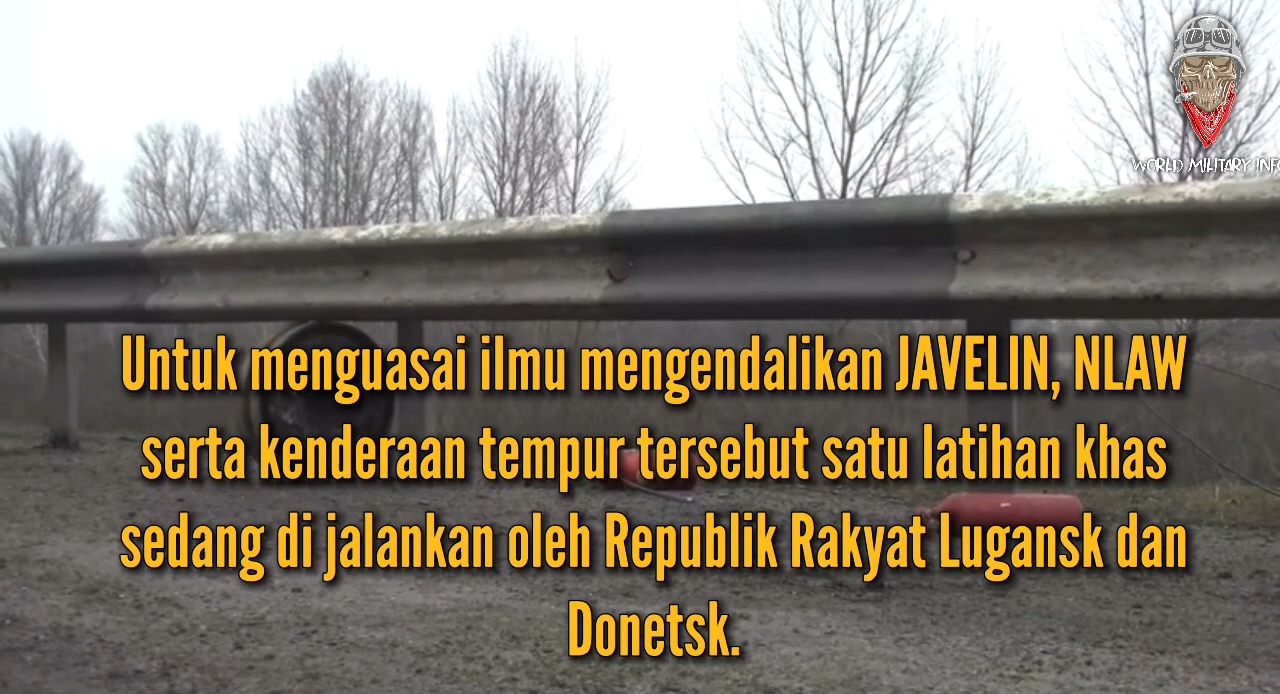 WORLD MILITARY INFO
Untuk menguasai ilmu mengendalikan JAVELIN, NLAW
serta kenderaan tempur tersebut satu latihan khas
sedang di jalankan oleh Republik Rakyat Lugansk dan
Donetsk.